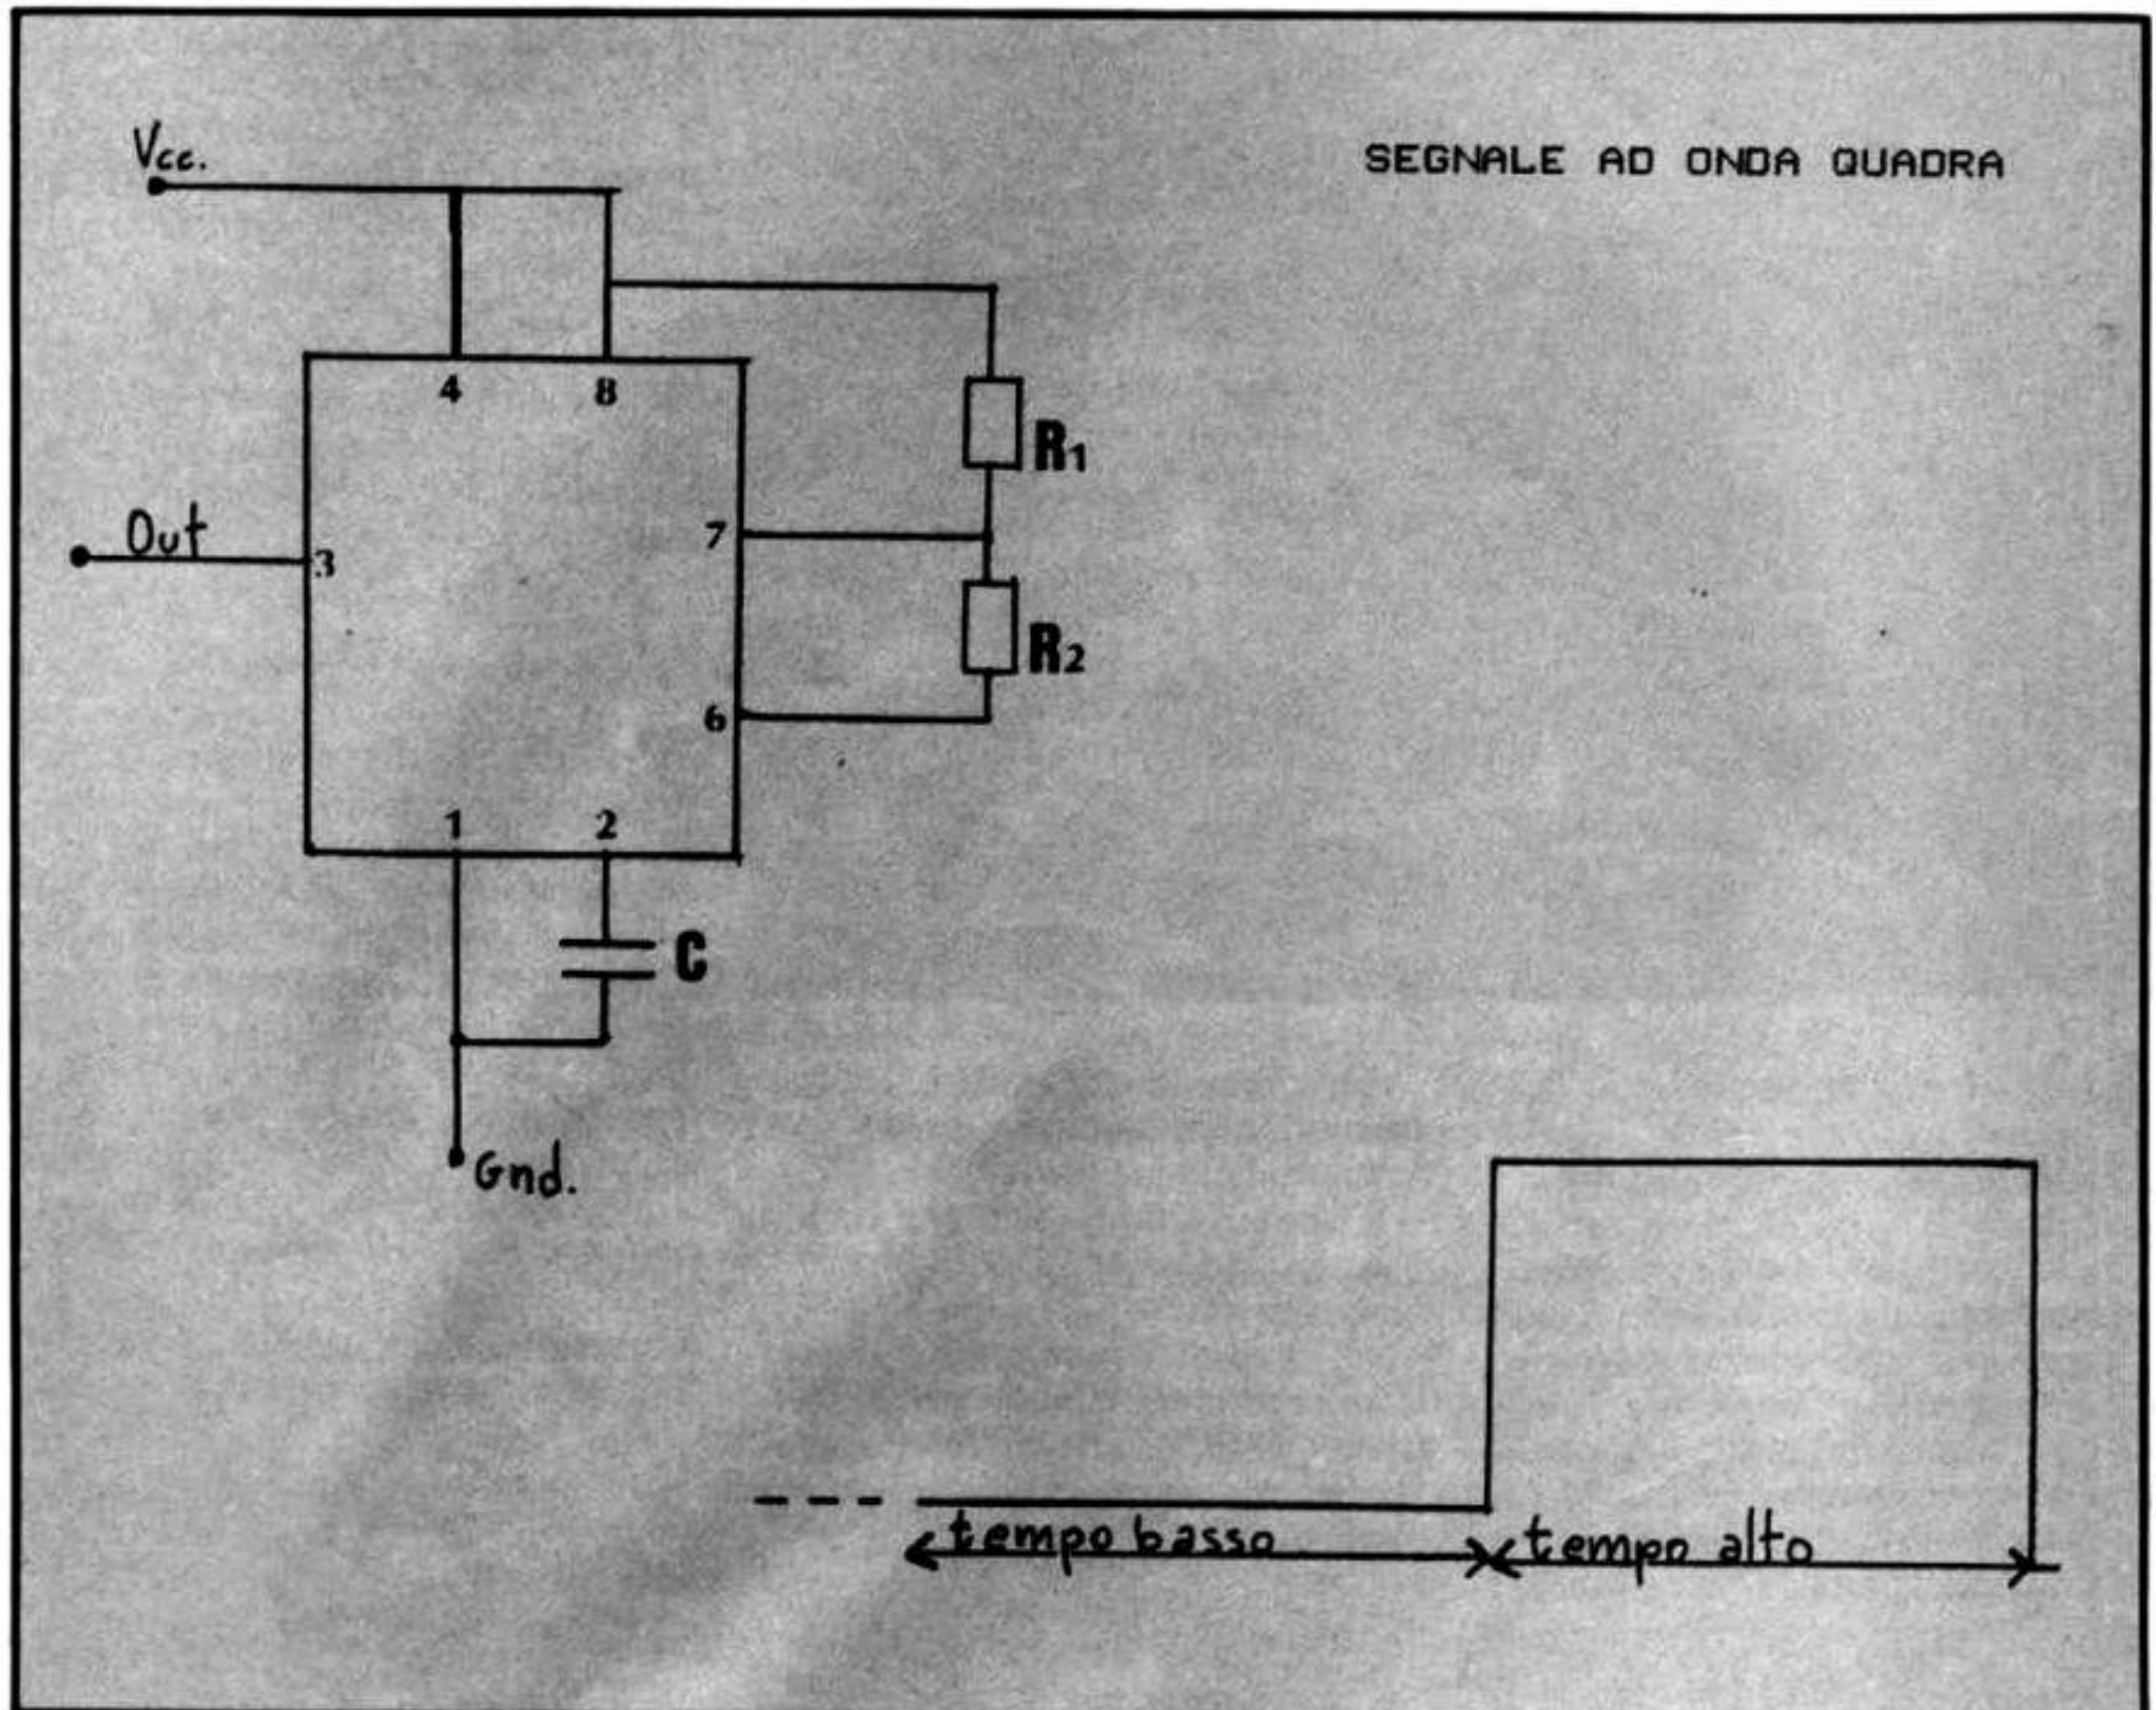 Vcc.
SEGNALE AD ONDA QUADRA
4 8
R1
Out
3
7
R2
6
1 2
C
Gnd.
tempo basso tempo alto